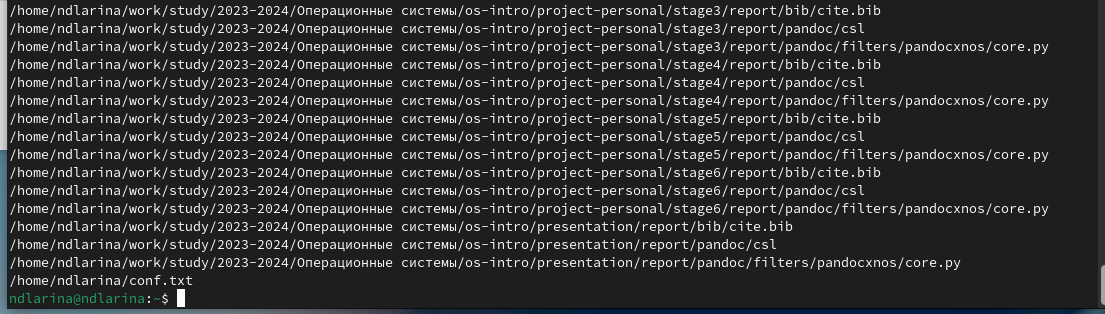 /home/ndlarina/work/study/2023-2024/Операционные системы/os-intro/project-personal/stage3/report/bib/cite.bib
/home/ndlarina/work/study/2023-2024/Операционные системы/os-intro/project-personal/stage3/report/pandoc/csl
/home/ndlarina/work/study/2023-2024/Операционные системы/os-intro/project-personal/stage3/report/pandoc/filters/pandocxnos/core.py
/home/ndlarina/work/study/2023-2024/Операционные системы/os-intro/project-personal/stage4/report/bib/cite.bib
/home/ndlarina/work/study/2023-2024/Операционные системы/os-intro/project-personal/stage4/report/pandoc/csl
/home/ndlarina/work/study/2023-2024/Операционные системы/os-intro/project-personal/stage4/report/pandoc/filters/pandocxnos/core.py
/home/ndlarina/work/study/2023-2024/Операционные системы/os-intro/project-personal/stage5/report/bib/cite.bib
/home/ndlarina/work/study/2023-2024/Операционные системы/os-intro/project-personal/stage5/report/pandoc/csl
/home/ndlarina/work/study/2023-2024/Операционные системы/os-intro/project-personal/stage5/report/pandoc/filters/pandocxnos/core.py
/home/ndlarina/work/study/2023-2024/Операционные системы/os-intro/project-personal/stage6/report/bib/cite.bib
/home/ndlarina/work/study/2023-2024/Операционные системы/os-intro/project-personal/stage6/report/pandoc/csl
/home/ndlarina/work/study/2023-2024/Операционные системы/os-intro/project-personal/stage6/report/pandoc/filters/pandocxnos/core.py
/home/ndlarina/work/study/2023-2024/Операционные системы/os-intro/presentation/report/bib/cite.bib
/home/ndlarina/work/study/2023-2024/Операционные системы/os-intro/presentation/report/pandoc/csl
/home/ndlarina/work/study/2023-2024/Операционные системы/os-intro/presentation/report/pandoc/filters/pandocxnos/core.py
/home/ndlarina/conf.txt
ndlarina@ndlarina:~$